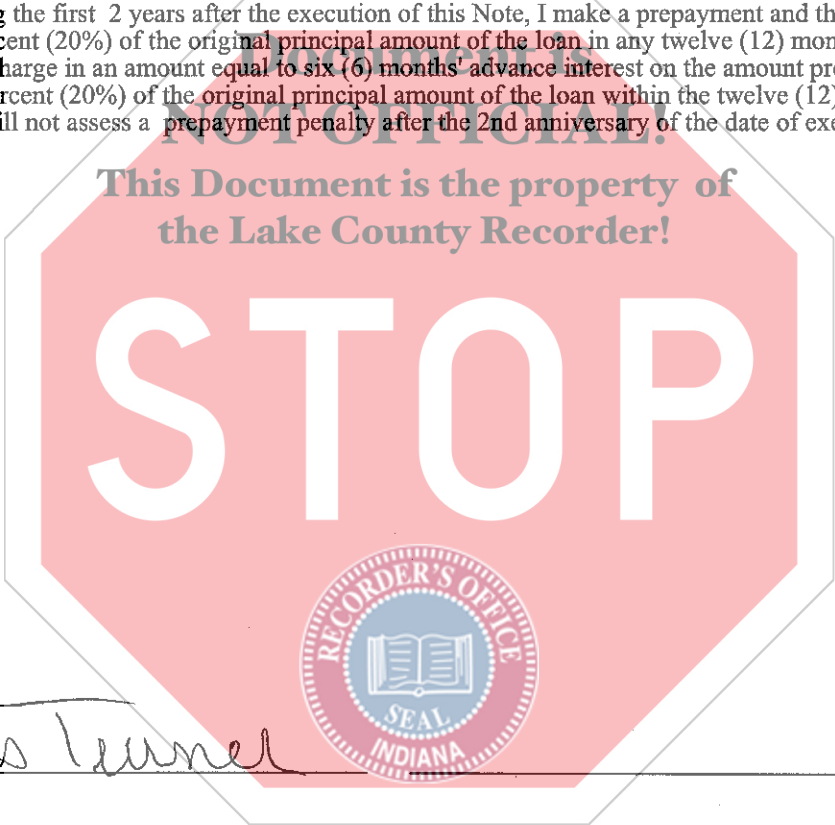 g the first 2 years after the execution of this Note, I make a prepayment and th
cent (20%) of the original principal amount of the loan in any twelve (12) mon
harge in an amount equal to six (6) months' advance interest on the amount pre
rcent (20%) of the original principal amount of the loan within the twelve (12)
ill not assess a prepayment penalty after the 2nd anniversary of the date of exe
Document is
NOT OFFICIAL!
This Document is the property of
the Lake County Recorder!
STOP
RECORDER'S OFFICE
SEAL
INDIANA
s Turner